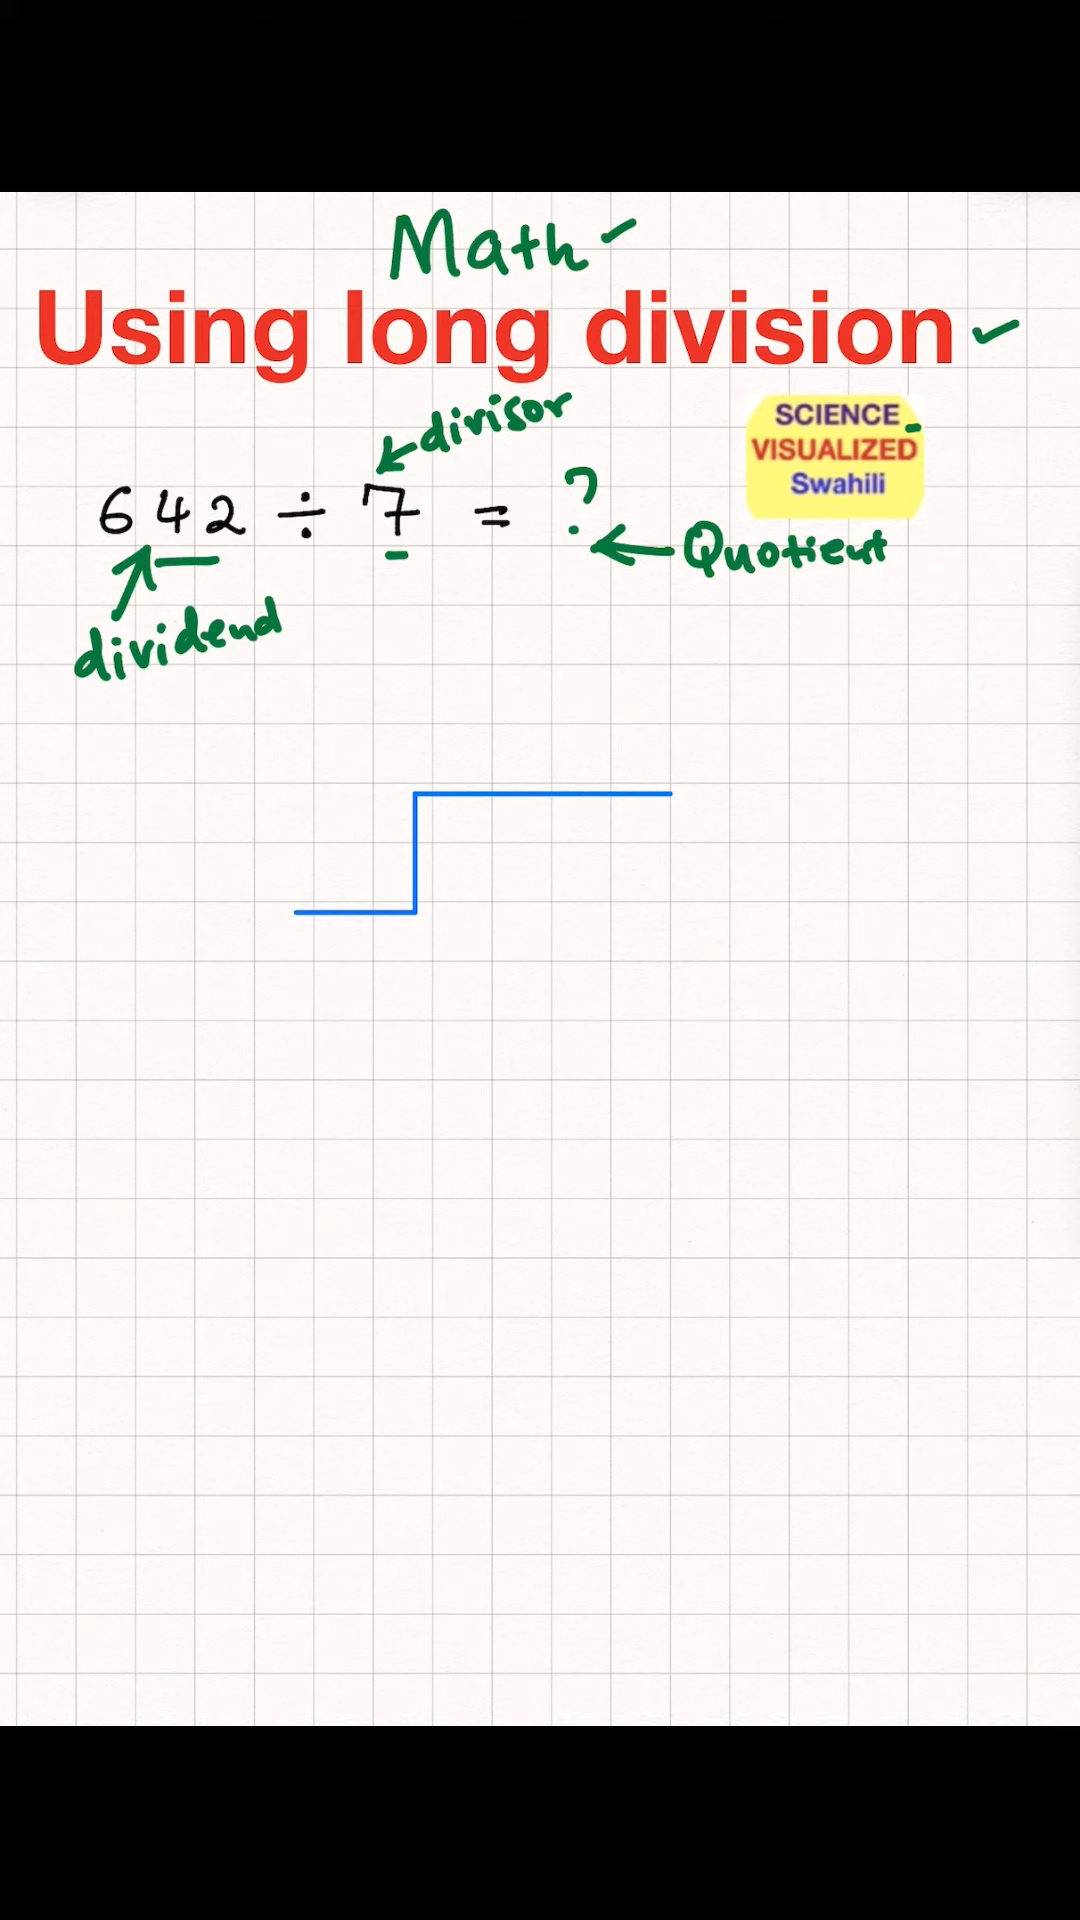 Math
Using long division
divisor
SCIENCE
VISUALIZED
Swahili
642 ÷ 7 = ?
Quotient
dividend